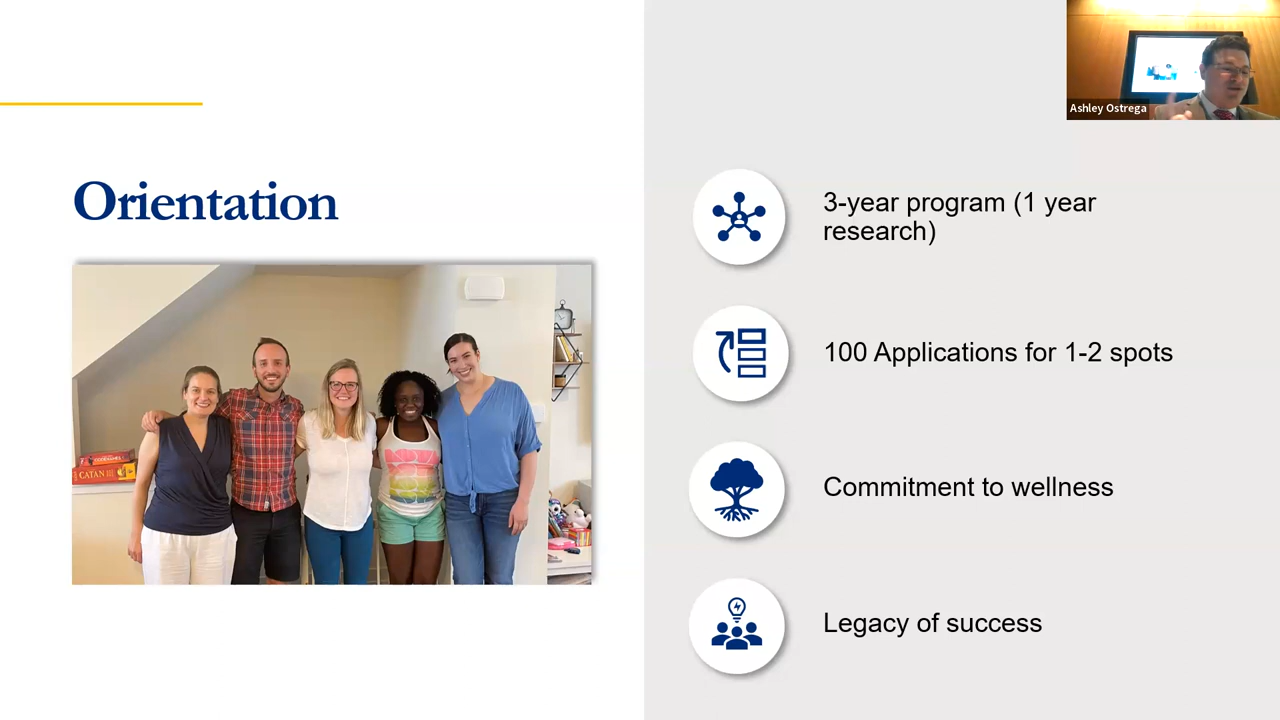 Ashley Ostrega
Orientation
3-year program (1 year
research)
100 Applications for 1-2 spots
Commitment to wellness
Legacy of success
CODENAMES
CATAN